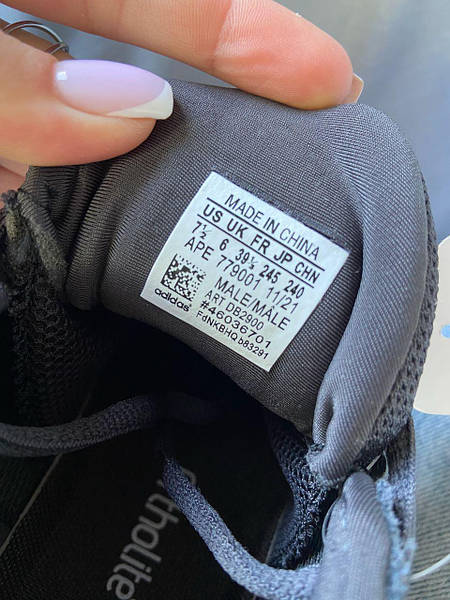 MADE IN CHINA
US UK FR JP CHN
7½ 6 39⅓ 245 240
APE 779001 11/21
MALE/MALE
ART DB2900
#46036701
FdNKBHQ b83291
adidas
ortholite